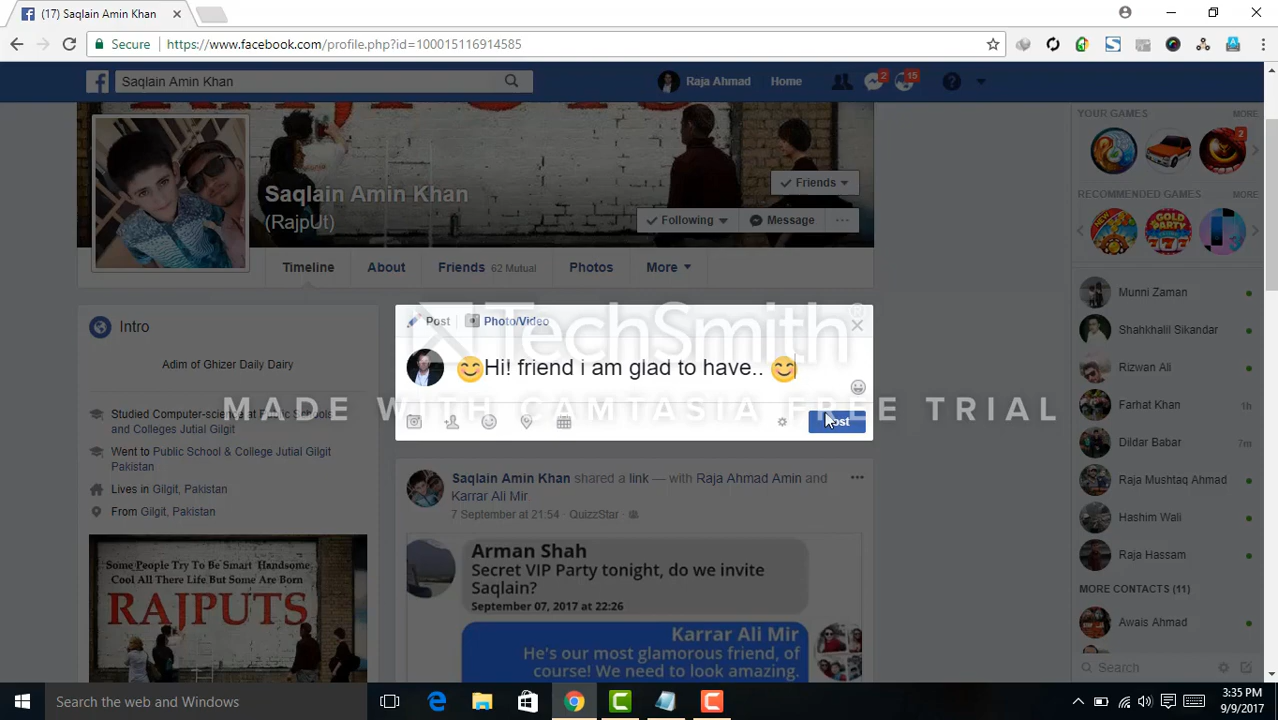 (17) Saqlain Amin Khan
Secure
https://www.facebook.com/profile.php?id=100015116914585
Saqlain Amin Khan
Raja Ahmad
Home
2
15
Saqlain Amin Khan
(RajpUt)
Friends
Following
Message
Timeline
About
Friends 62 Mutual
Photos
More
YOUR GAMES
MORE
2
RECOMMENDED GAMES
MORE
Munni Zaman
Shahkhalil Sikandar
Rizwan Ali
Farhat Khan
1h
Dildar Babar
7m
Raja Mushtaq Ahmad
Hashim Wali
Raja Hassam
MORE CONTACTS (11)
Awais Ahmad
Search
Intro
Adim of Ghizer Daily Dairy
Studied Computer-science at Public Schools
and Colleges Jutial Gilgit
Went to Public School & College Jutial Gilgit
Pakistan
Lives in Gilgit, Pakistan
From Gilgit, Pakistan
Some People Try To Be Smart Handsome
Cool All There Life But Some Are Born
RAJPUTS
Post
Photo/Video
TechSmith
😊Hi! friend i am glad to have.. 😊
MADE WITH CAMTASIA FREE TRIAL
Post
Saqlain Amin Khan shared a link — with Raja Ahmad Amin and
Karrar Ali Mir
7 September at 21:54 · QuizzStar
Arman Shah
Secret VIP Party tonight, do we invite
Saqlain?
September 07, 2017 at 22:26
Karrar Ali Mir
He's our most glamorous friend, of
course! We need to look amazing.
Search the web and Windows
3:35 PM
9/9/2017